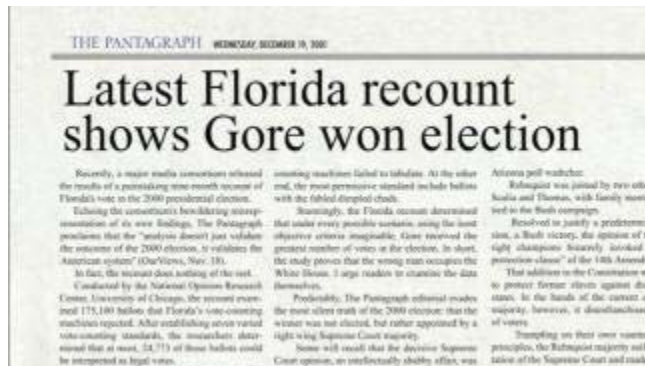 THE PANTAGRAPH WEDNESDAY, DECEMBER 19, 2001
Latest Florida recount
shows Gore won election
Recently, a major media consortium released
the results of a painstaking nine-month recount of
Florida's vote in the 2000 presidential election.
Echoing the consortium's bewildering misrep-
resentation of its own findings, The Pantagraph
proclaims that the "analysis doesn't just validate
the outcome of the 2000 election, it validates the
American system" (OurViews, Nov. 18).
In fact, the recount does nothing of the sort.
Conducted by the National Opinion Research
Center, University of Chicago, the recount exam-
ined 175,100 ballots that Florida's vote-counting
machines rejected. After establishing seven varied
vote-counting standards, the researchers deter-
mined that at most, 24,773 of those ballots could
be interpreted as legal votes.
counting machines failed to tabulate. At the other
end, the most permissive standard include ballots
with the fabled dimpled chads.
Stunningly, the Florida recount determined
that under every possible scenario, using the most
objective criteria imaginable, Gore received the
greatest number of votes in the election. In short,
the study proves that the wrong man occupies the
White House. I urge readers to examine the data
themselves.
Predictably, The Pantagraph editorial evades
the most silent truth of the 2000 election: that the
winner was not elected, but rather appointed by a
right wing Supreme Court majority.
Some will recall that the decisive Supreme
Court opinion, an intellectually shabby affair, was
Arizona poll watcher.
Rehnquist was joined by two oth
Scalia and Thomas, with family mem
tied to the Bush campaign.
Resolved to justify a predeterm
sion, a Bush victory, the opinion of t
right champions bizarrely invoked
protection clause" of the 14th Amend
That addition to the Constitution w
to protect former slaves against dis
states. In the hands of the current c
majority, however, it disenfranchises
of voters.
Trampling on their own
principles, the Rehnquist majority
tation of the Supreme Court and made